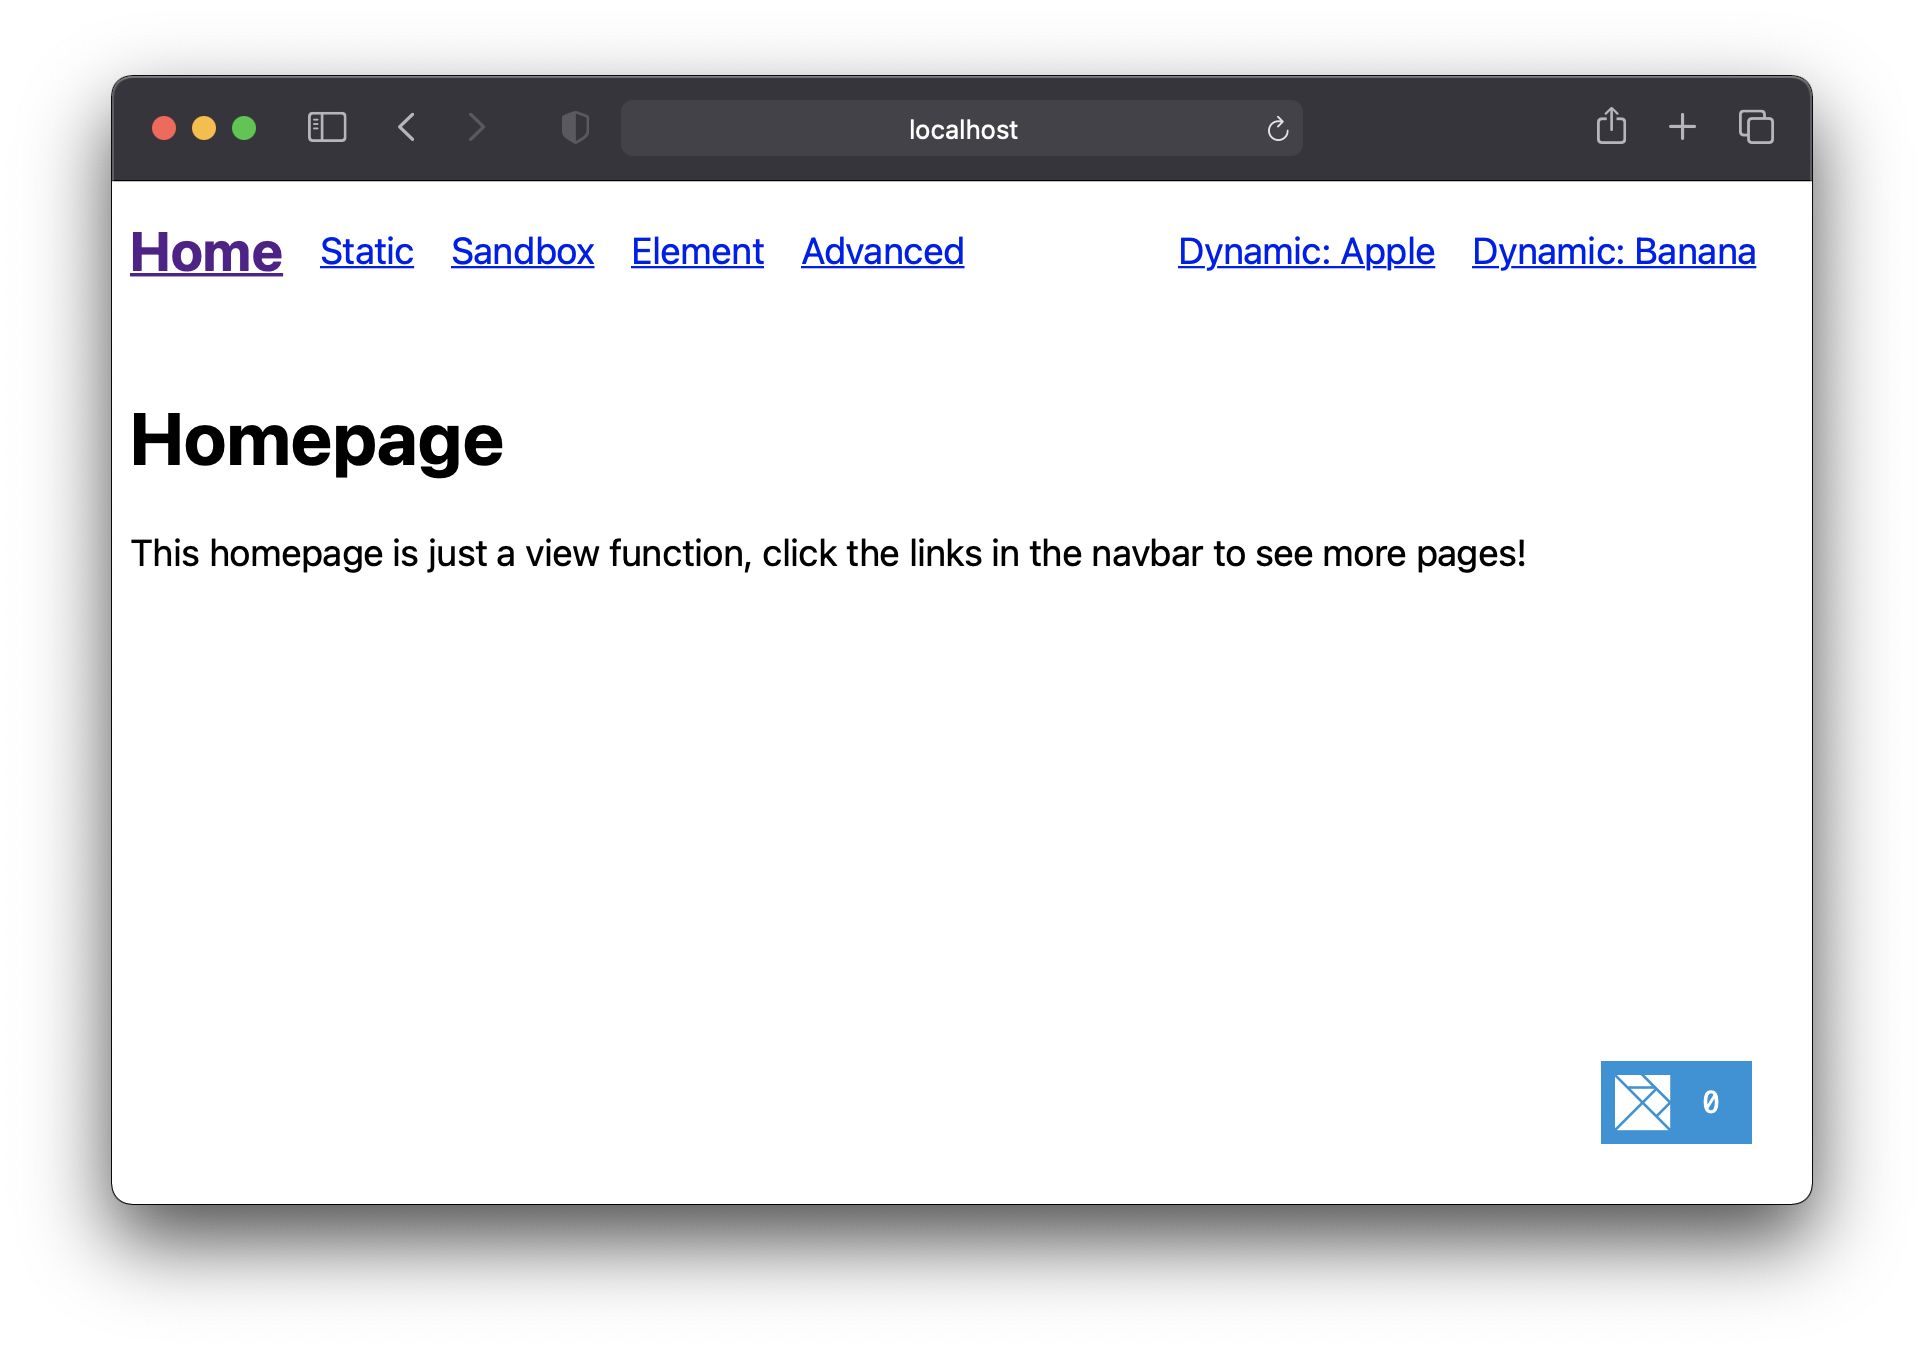 localhost
Home Static Sandbox Element Advanced Dynamic: Apple Dynamic: Banana
Homepage
This homepage is just a view function, click the links in the navbar to see more pages!
0